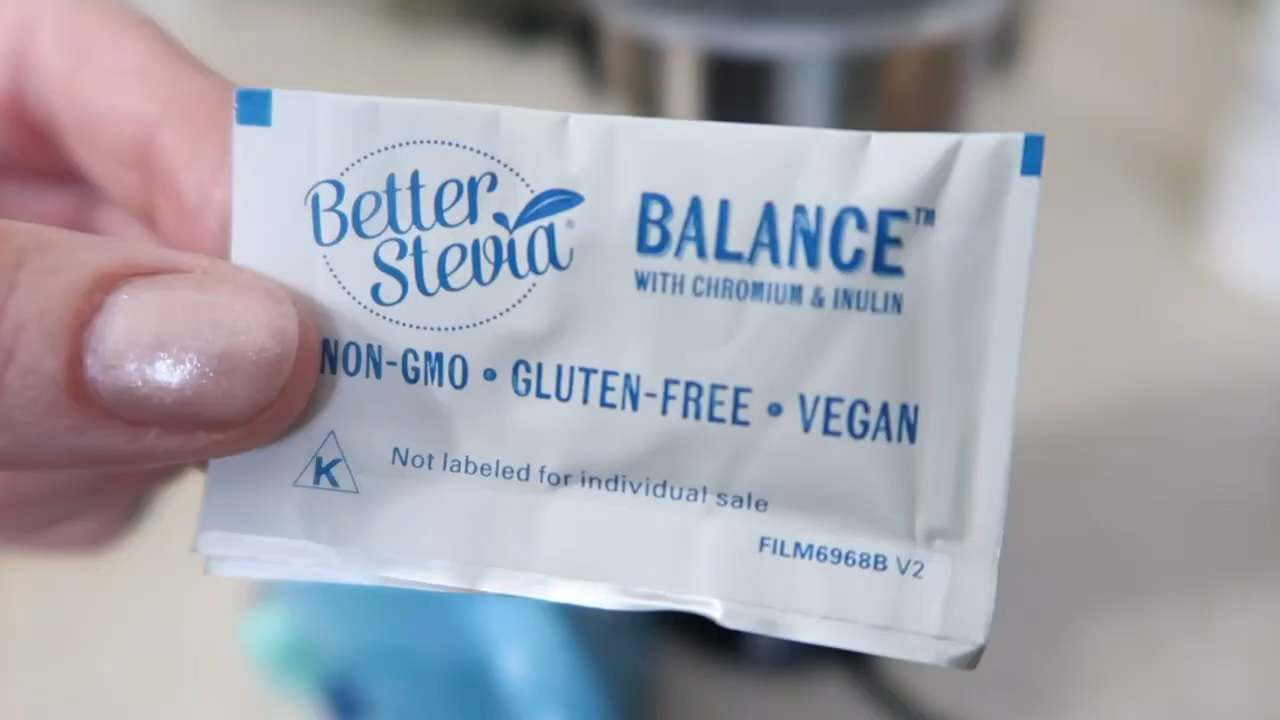 Better
Stevia
BALANCE™
WITH CHROMIUM & INULIN
NON-GMO • GLUTEN-FREE • VEGAN
K
Not labeled for individual sale
FILM6968B V2